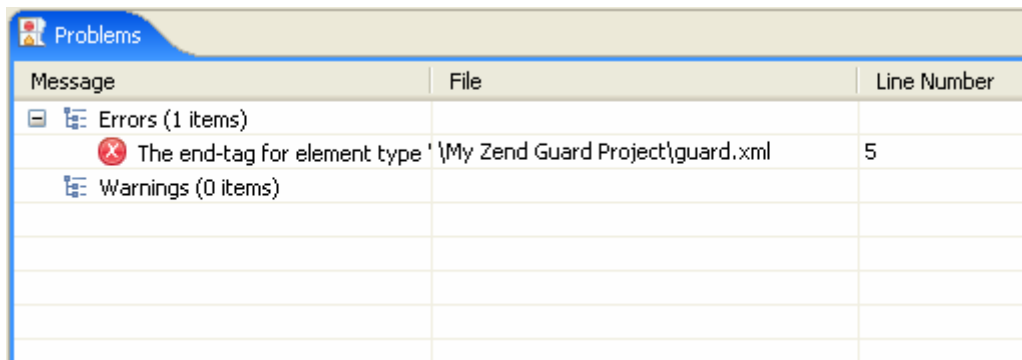 Problems
Message File Line Number
Errors (1 items)
The end-tag for element type ' \My Zend Guard Project\guard.xml 5
Warnings (0 items)